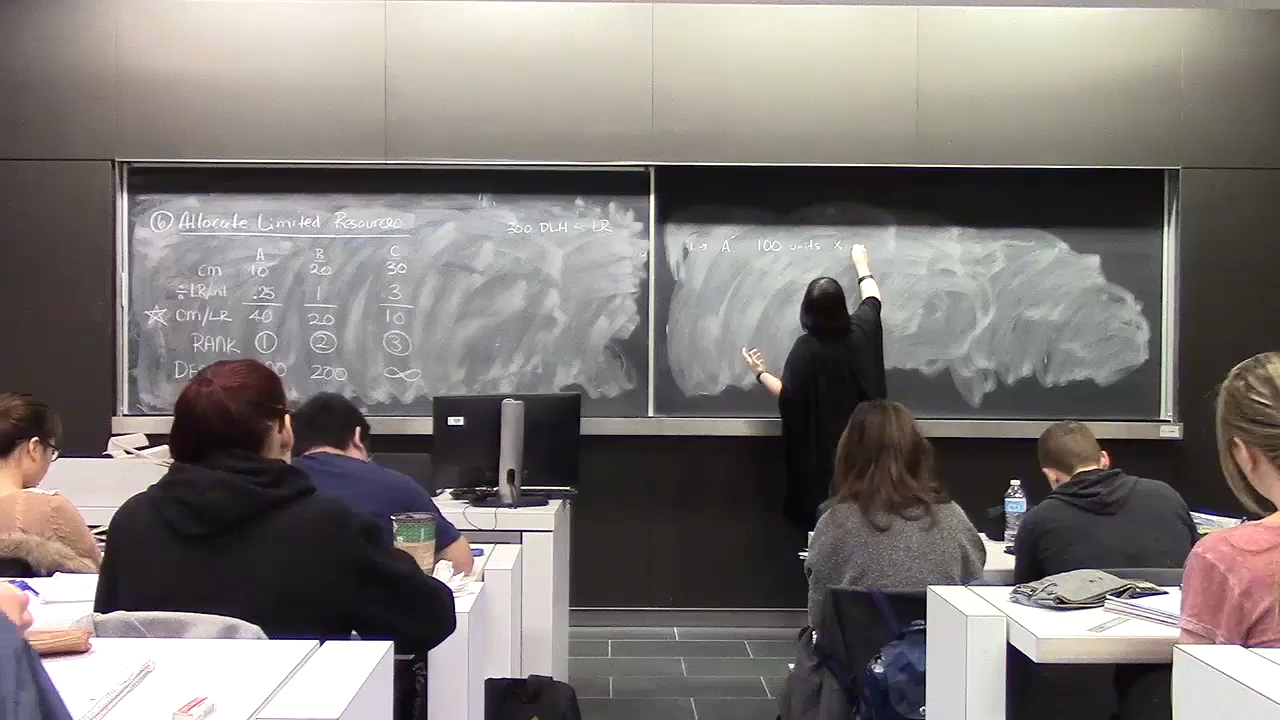 ⑥ Allocate Limited Resources
300 DLH < LR
A B C
CM 10 20 30
÷ LR/unit .25 1 3
☆ CM/LR 40 20 10
RANK ① ② ③
200 ∞
1 → A 100 units x